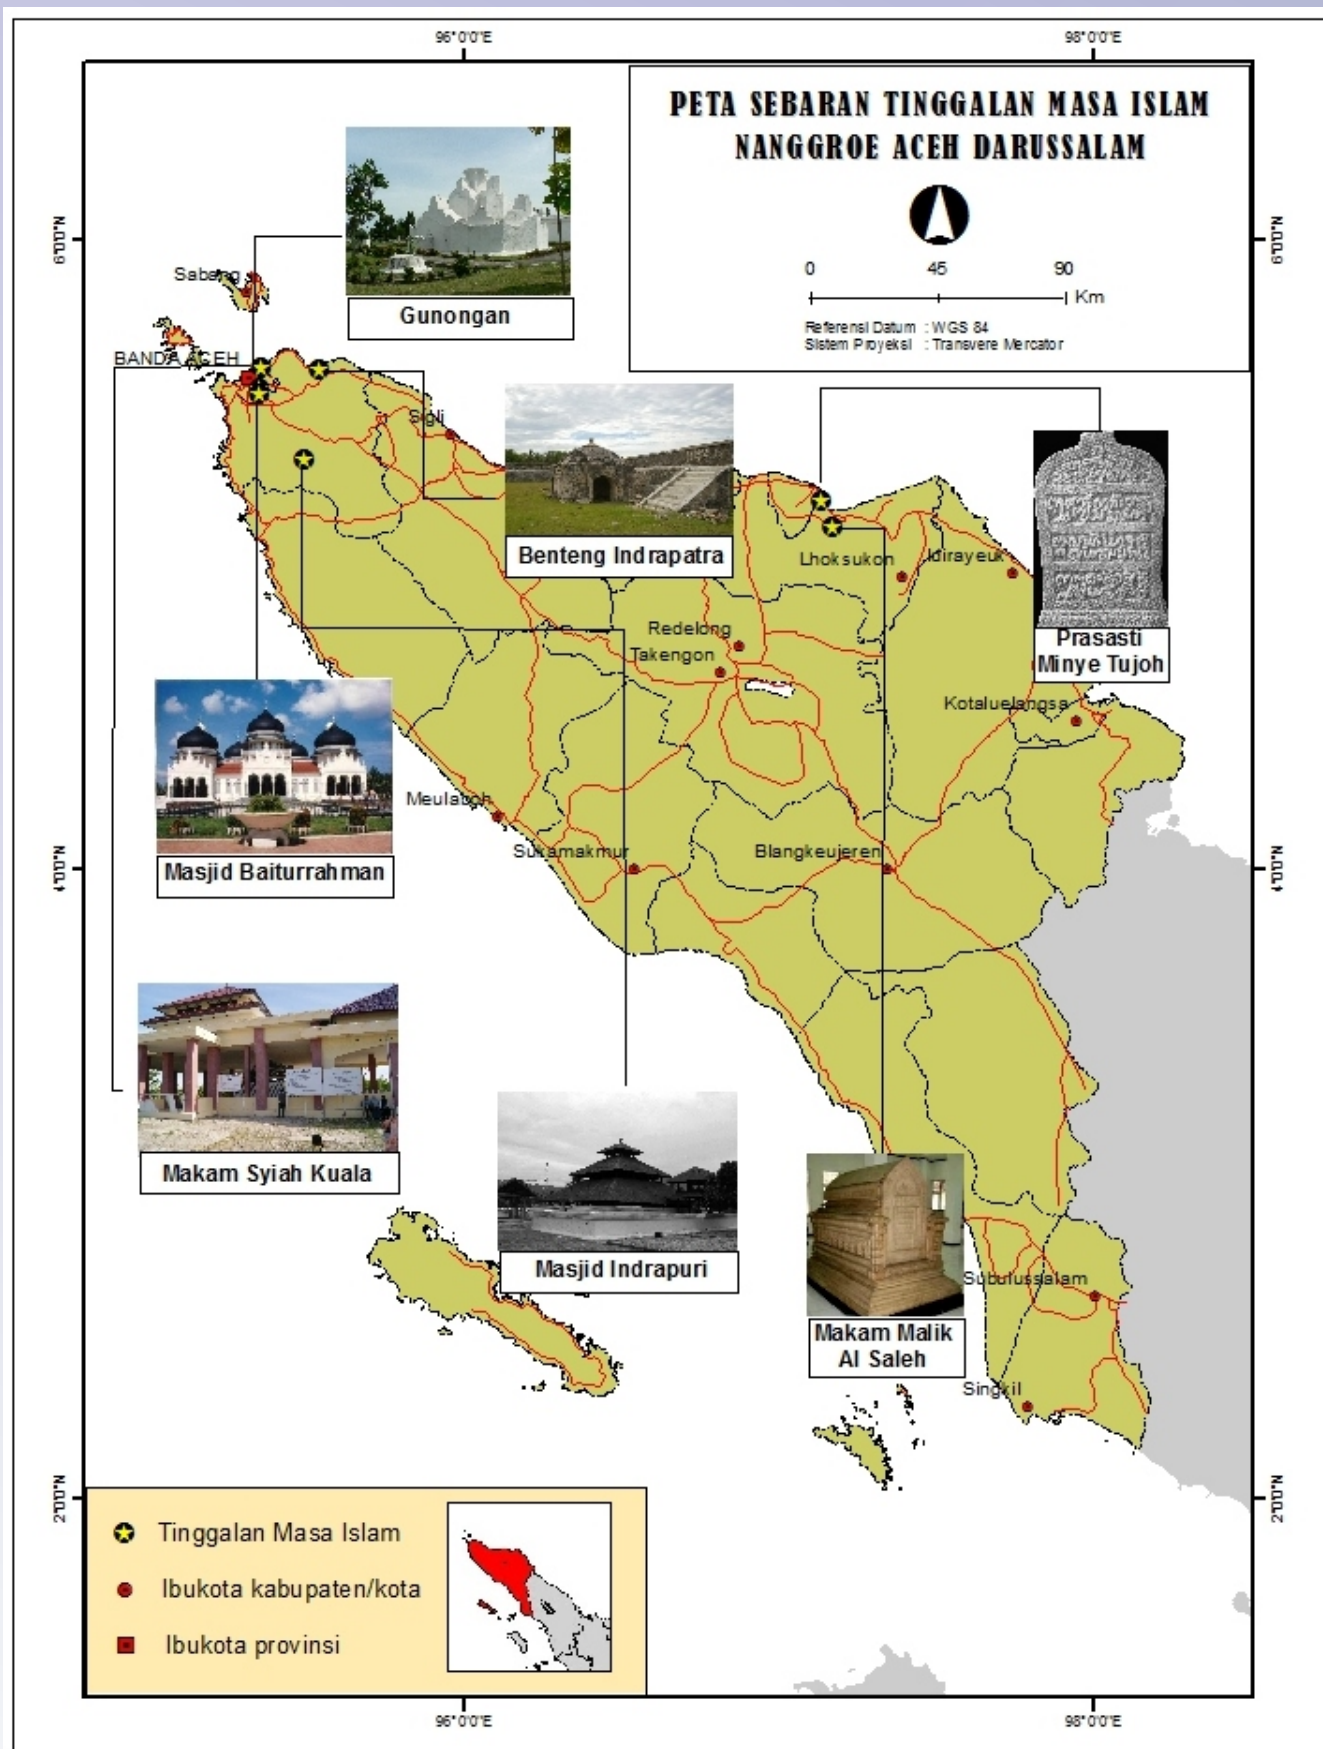 96°0'0"E
98°0'0"E
PETA SEBARAN TINGGALAN MASA ISLAM
NANGGROE ACEH DARUSSALAM
0 45 90
Km
Referensi Datum : WGS 84
Sistem Proyeksi : Transvere Mercator
6°0'0"N
6°0'0"N
Gunongan
Sabang
BANDA ACEH
Sigli
Benteng Indrapatra
Lhoksukon
Idirayeuk
Prasasti
Minye Tujoh
Redelong
Takengon
Kotaluelangsa
Meulaboh
Sukamakmur
Blangkeujeren
Masjid Baiturrahman
4°0'0"N
4°0'0"N
Makam Syiah Kuala
Masjid Indrapuri
Subulussalam
Makam Malik
Al Saleh
Singkil
2°0'0"N
2°0'0"N
Tinggalan Masa Islam
Ibukota kabupaten/kota
Ibukota provinsi
96°0'0"E
98°0'0"E